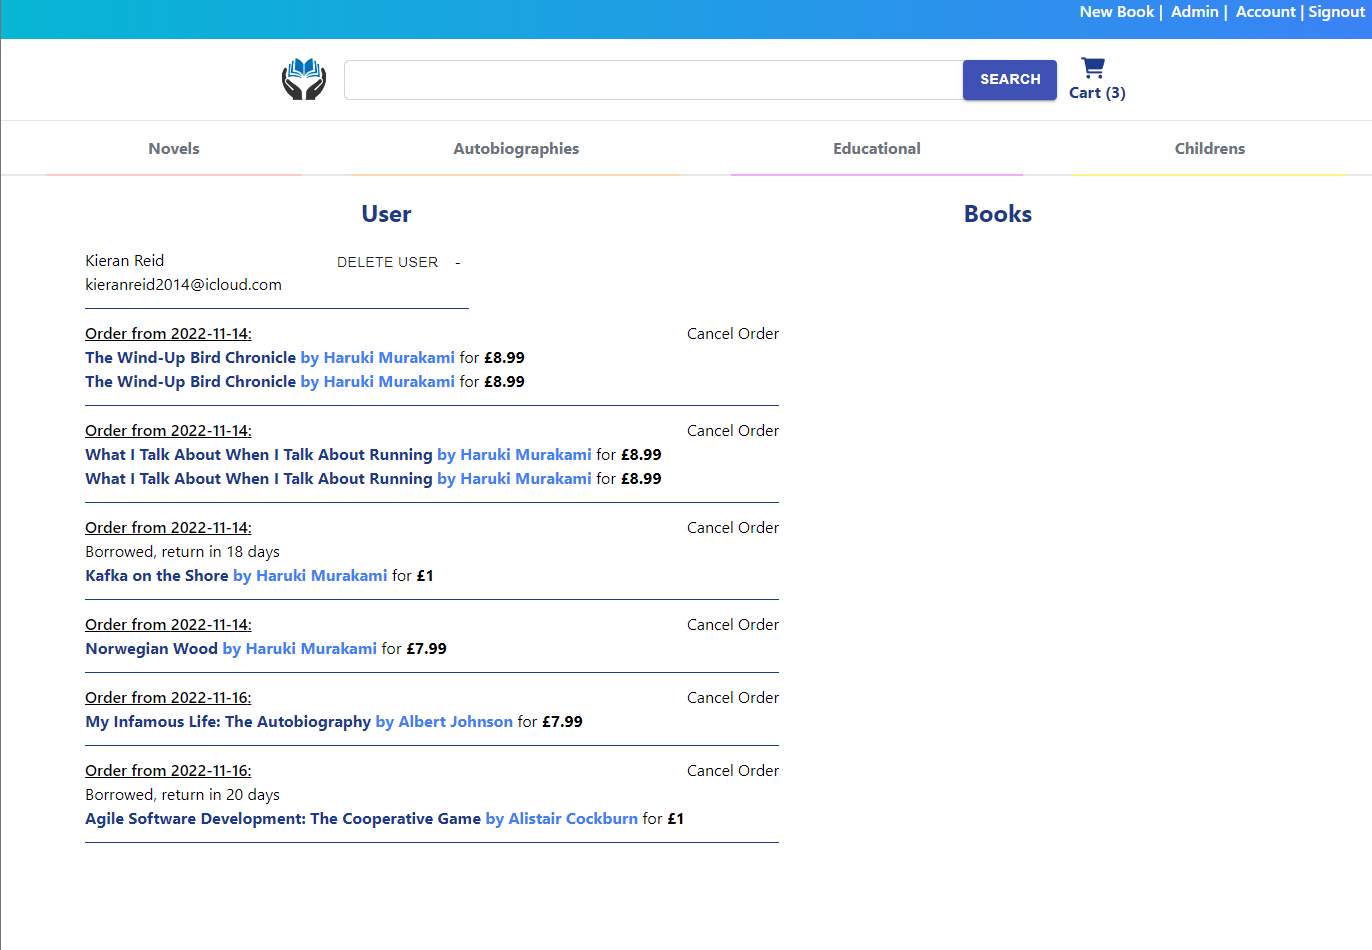 New Book | Admin | Account | Signout
SEARCH
Cart (3)
Novels Autobiographies Educational Childrens
User Books
Kieran Reid DELETE USER -
kieranreid2014@icloud.com
Order from 2022-11-14: Cancel Order
The Wind-Up Bird Chronicle by Haruki Murakami for £8.99
The Wind-Up Bird Chronicle by Haruki Murakami for £8.99
Order from 2022-11-14: Cancel Order
What I Talk About When I Talk About Running by Haruki Murakami for £8.99
What I Talk About When I Talk About Running by Haruki Murakami for £8.99
Order from 2022-11-14: Cancel Order
Borrowed, return in 18 days
Kafka on the Shore by Haruki Murakami for £1
Order from 2022-11-14: Cancel Order
Norwegian Wood by Haruki Murakami for £7.99
Order from 2022-11-16: Cancel Order
My Infamous Life: The Autobiography by Albert Johnson for £7.99
Order from 2022-11-16: Cancel Order
Borrowed, return in 20 days
Agile Software Development: The Cooperative Game by Alistair Cockburn for £1